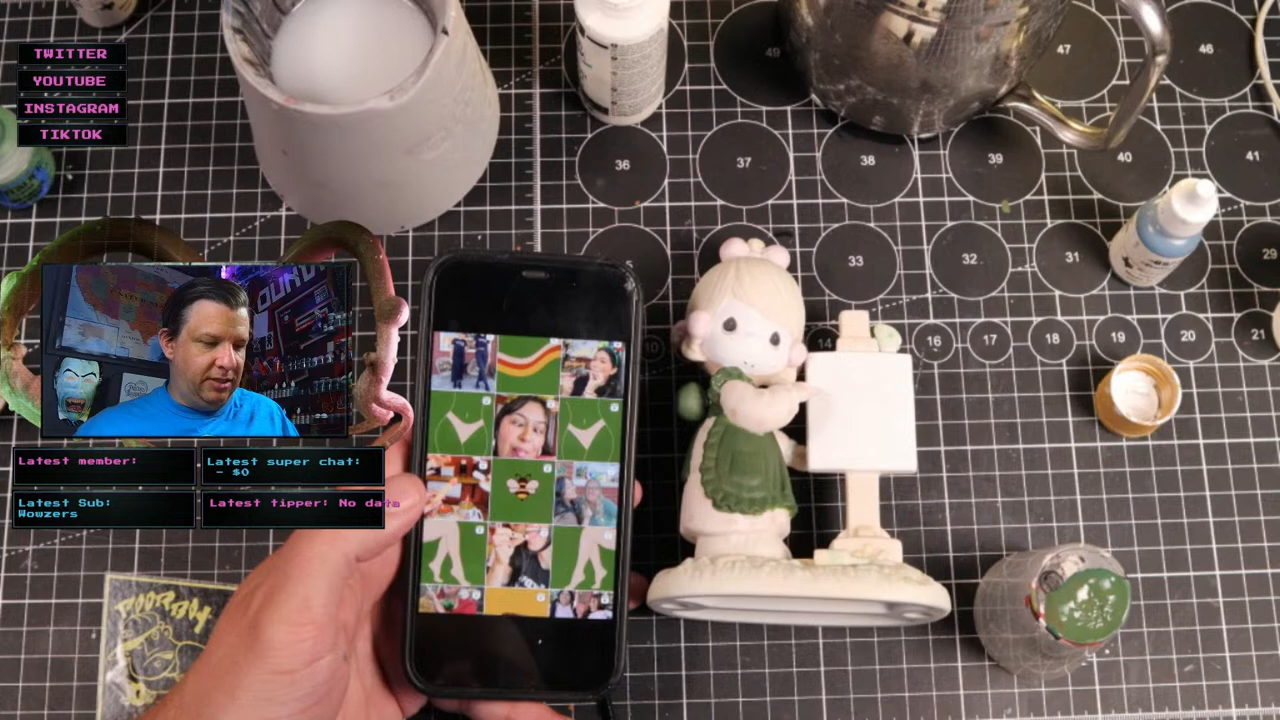 TWITTER
YOUTUBE
INSTAGRAM
TIKTOK
49
47
46
36
37
38
39
40
41
33
32
31
29
10
14
16
17
18
19
20
21
Latest member:
Latest super chat:
- $0
Latest Sub:
Wowzers
Latest tipper: No data